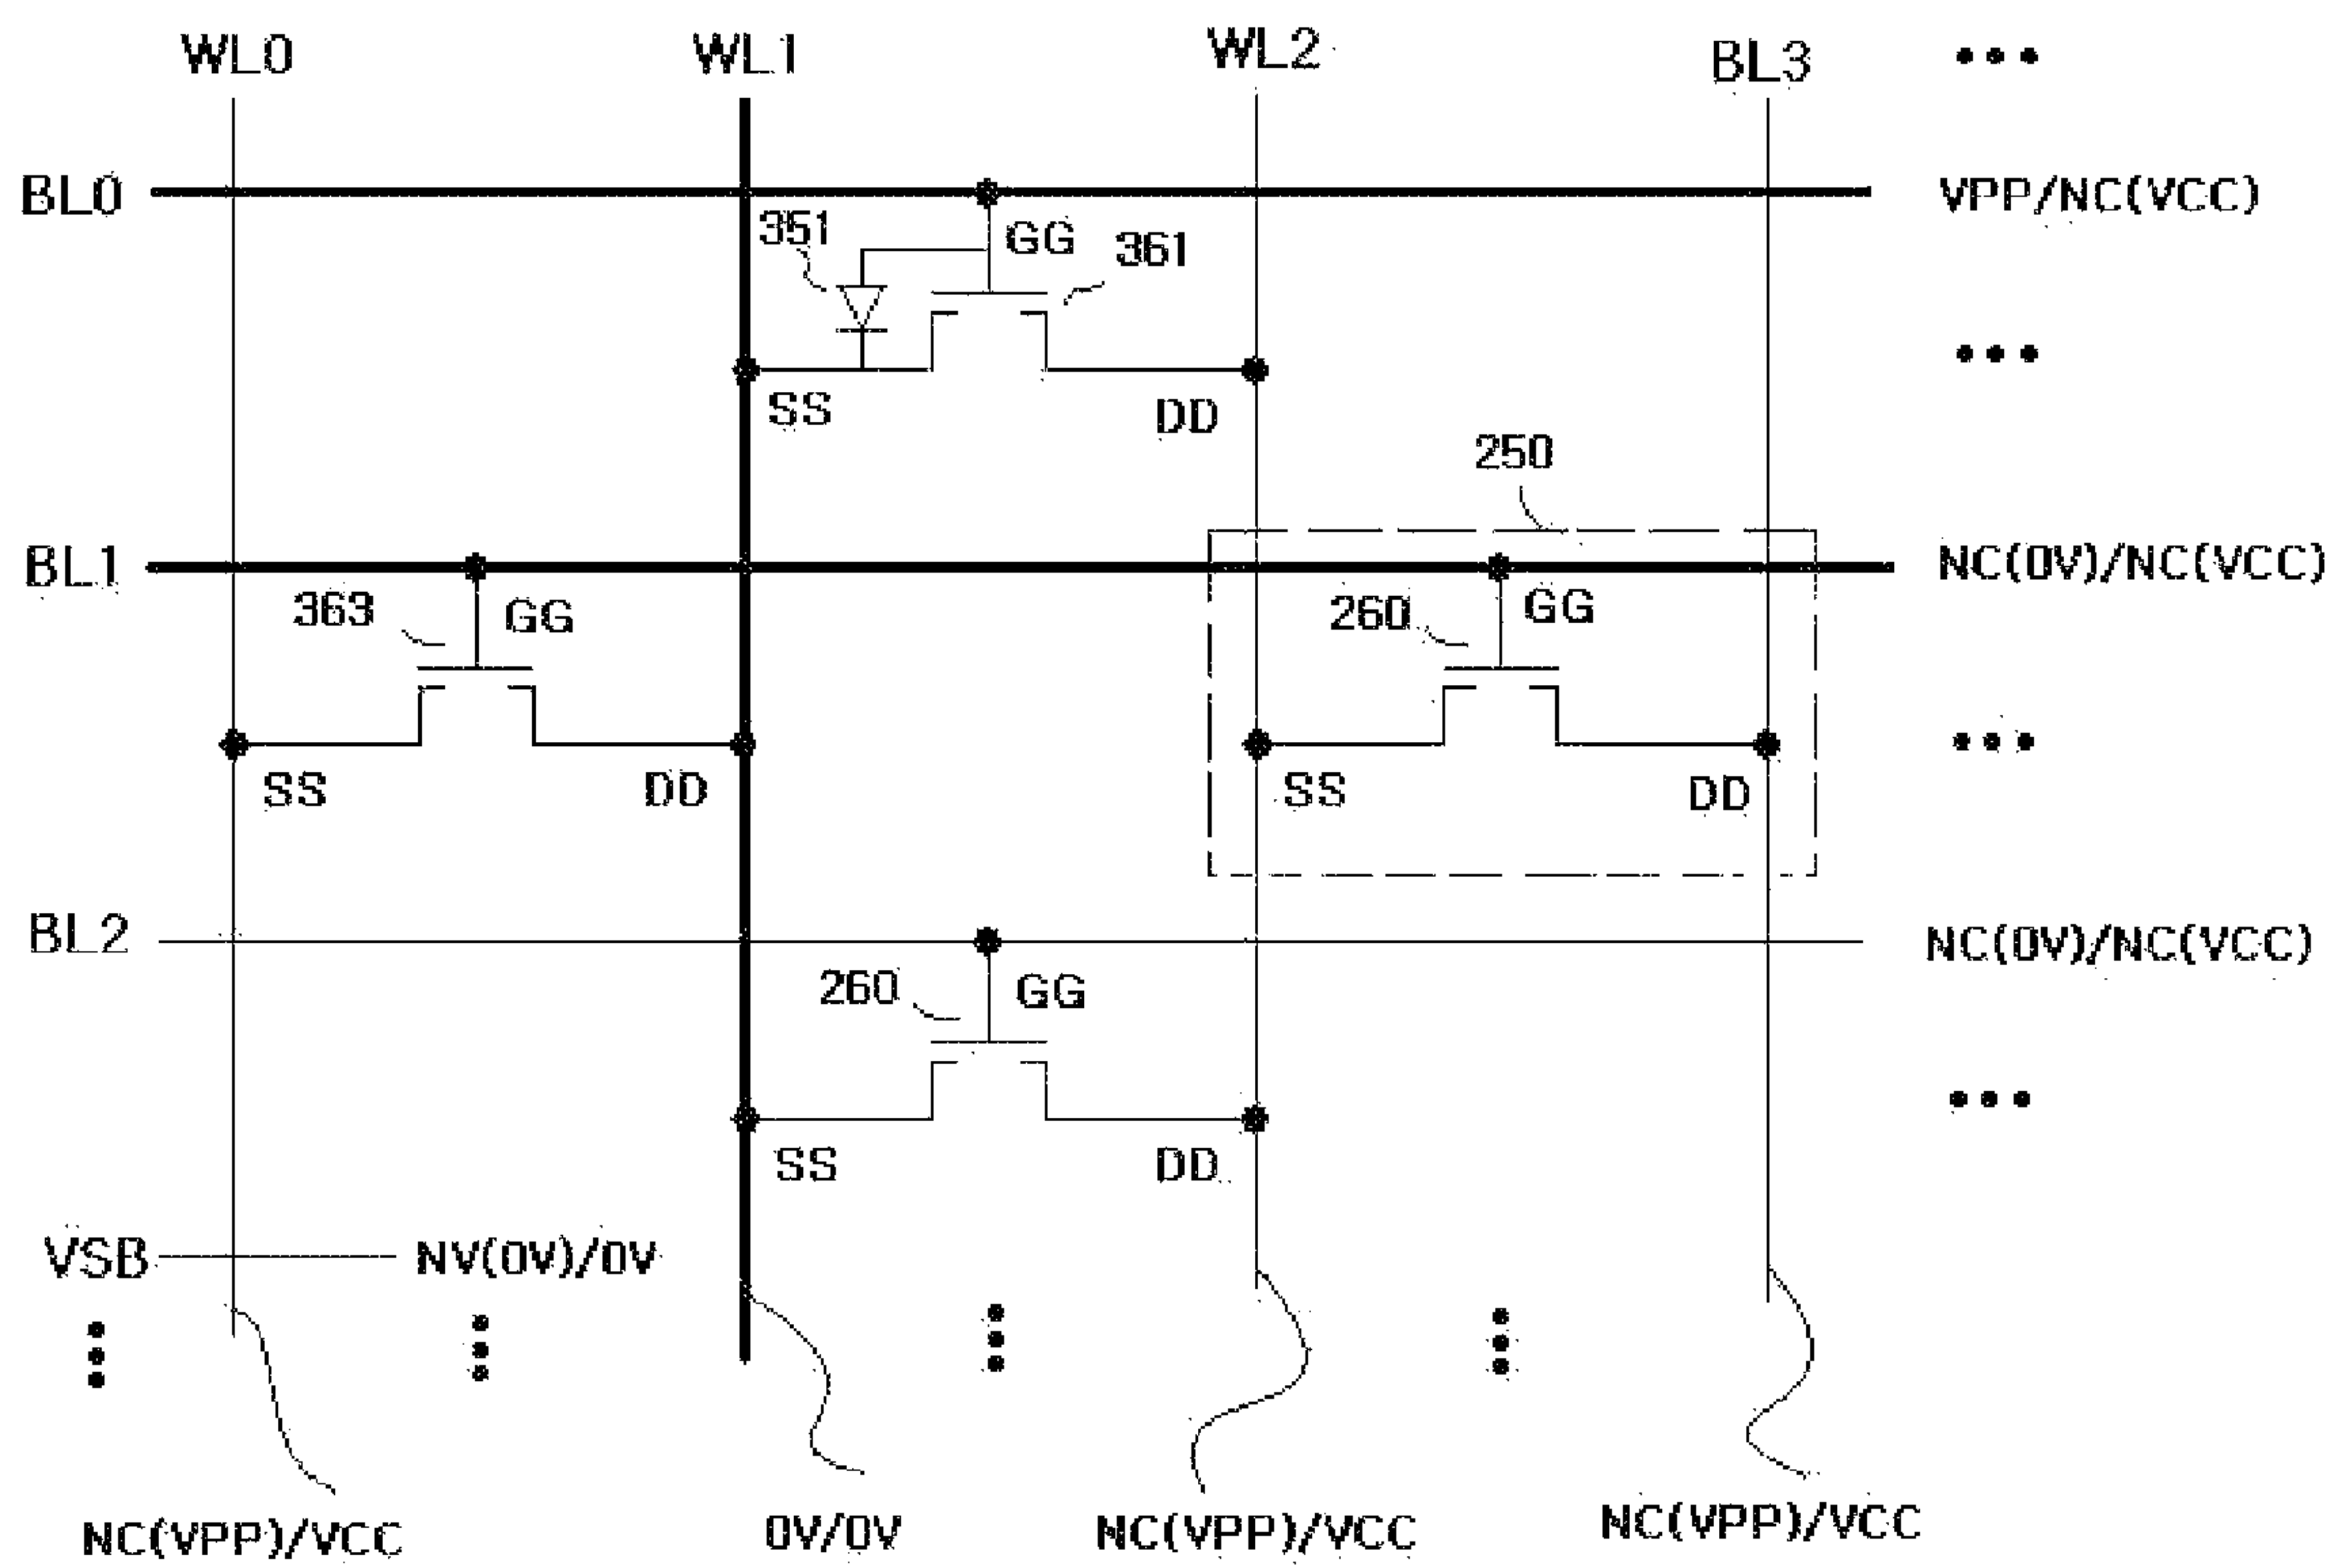 WL0 WL1 WL2 BL3
BL0 VPP/NC(VCC)
351 GG 361
SS DD
250
BL1 NC(0V)/NC(VCC)
363 GG 260 GG
SS DD SS DD
BL2 NC(0V)/NC(VCC)
260 GG
SS DD
VSB NV(0V)/0V
NC(VPP)/VCC 0V/0V NC(VPP)/VCC NC(VPP)/VCC